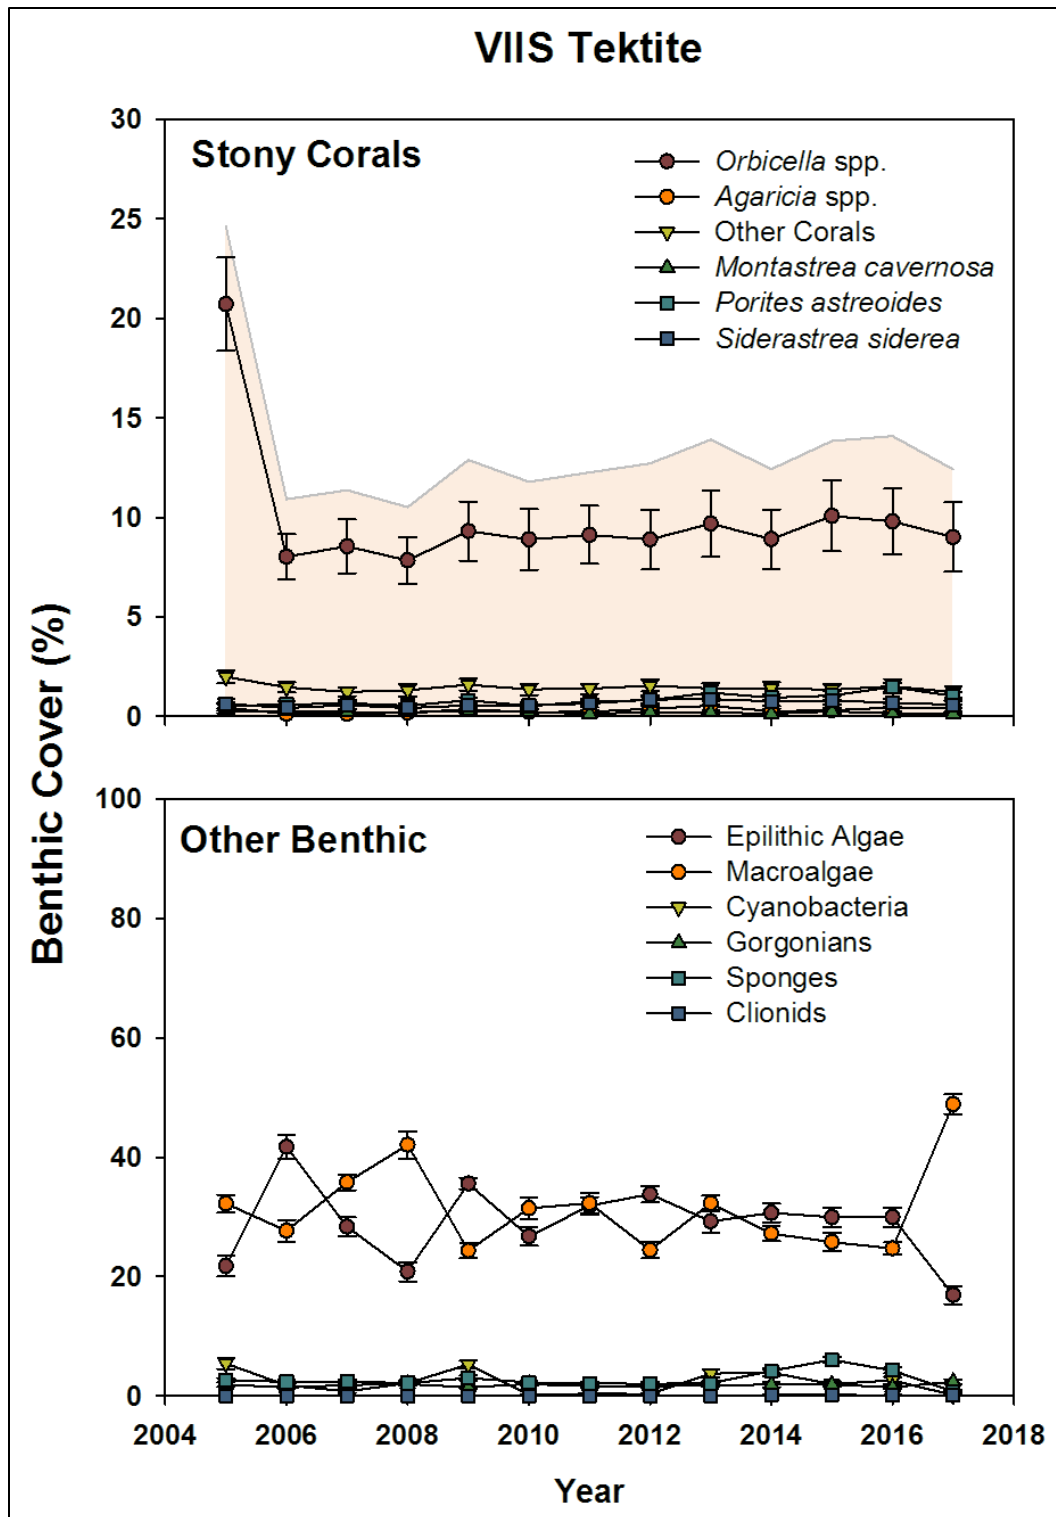 VIIS Tektite
Benthic Cover (%)
Stony Corals
Orbicella spp.
Agaricia spp.
Other Corals
Montastrea cavernosa
Porites astreoides
Siderastrea siderea
30
25
20
15
10
5
0
Other Benthic
Epilithic Algae
Macroalgae
Cyanobacteria
Gorgonians
Sponges
Clionids
100
80
60
40
20
0
2004 2006 2008 2010 2012 2014 2016 2018
Year